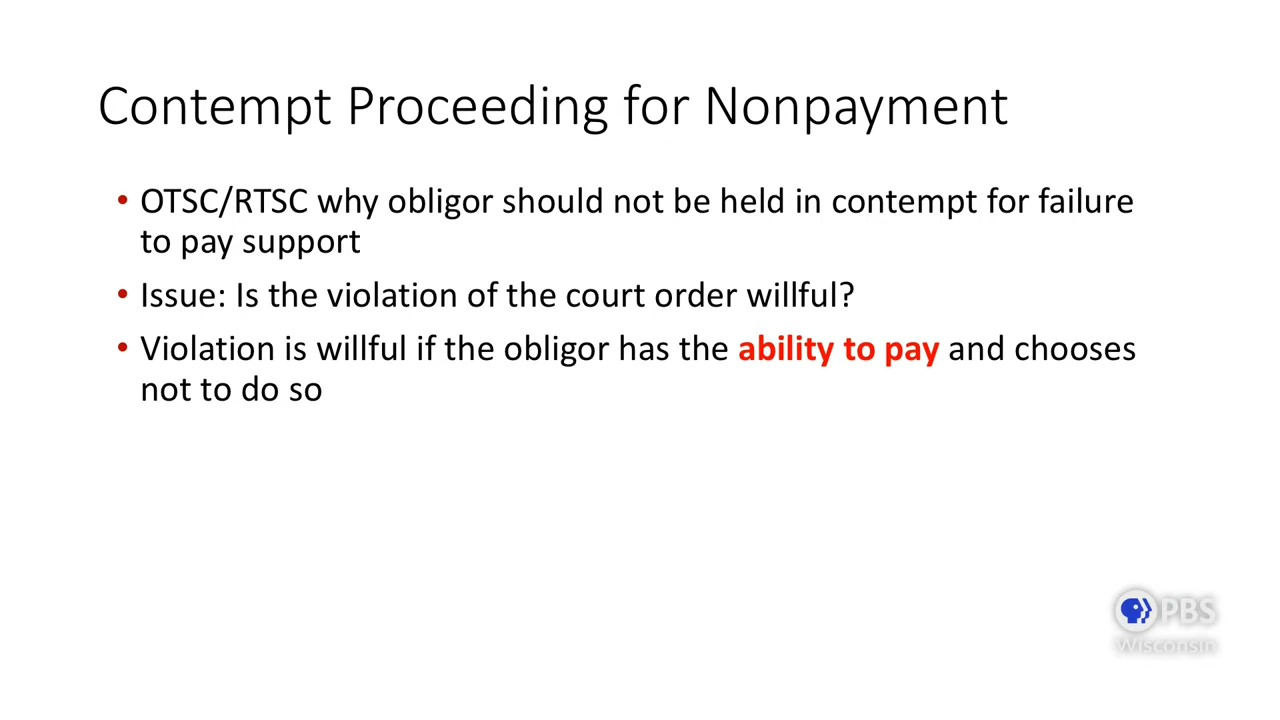 Contempt Proceeding for Nonpayment
• OTSC/RTSC why obligor should not be held in contempt for failure
to pay support
• Issue: Is the violation of the court order willful?
• Violation is willful if the obligor has the ability to pay and chooses
not to do so
PBS
Wisconsin